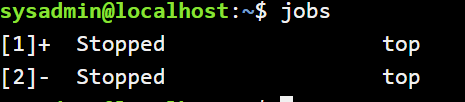 sysadmin@localhost:~$ jobs
[1]+  Stopped                 top
[2]-  Stopped                 top